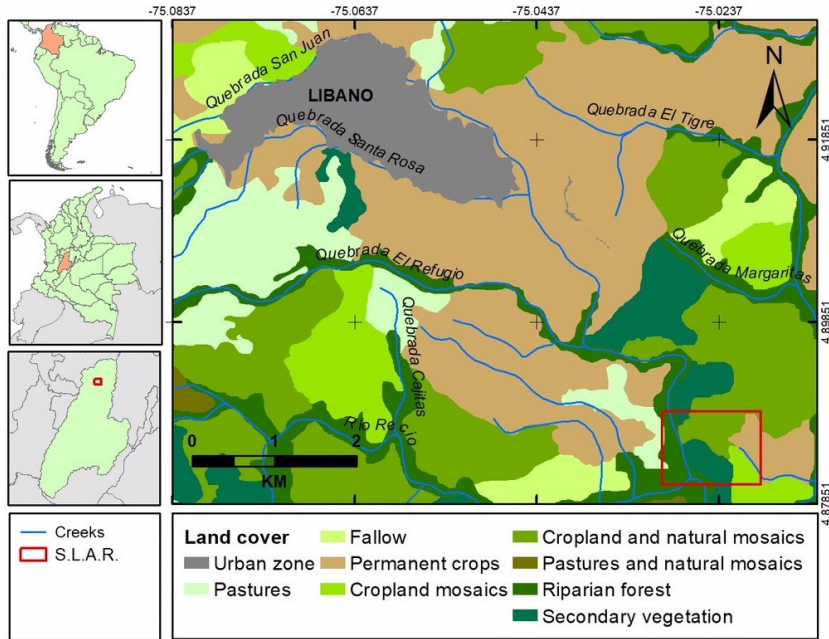 -75.0837
-75.0637
-75.0437
-75.0237
N
4.91851
4.89851
4.87851
Quebrada San Juan
LIBANO
Quebrada Santa Rosa
Quebrada El Tigre
Quebrada El Refugio
Quebrada Margaritas
Quebrada Cajitas
Rio Recio
0 1 2
KM
Creeks
S.L.A.R.
Land cover
Urban zone
Pastures
Fallow
Permanent crops
Cropland mosaics
Cropland and natural mosaics
Pastures and natural mosaics
Riparian forest
Secondary vegetation